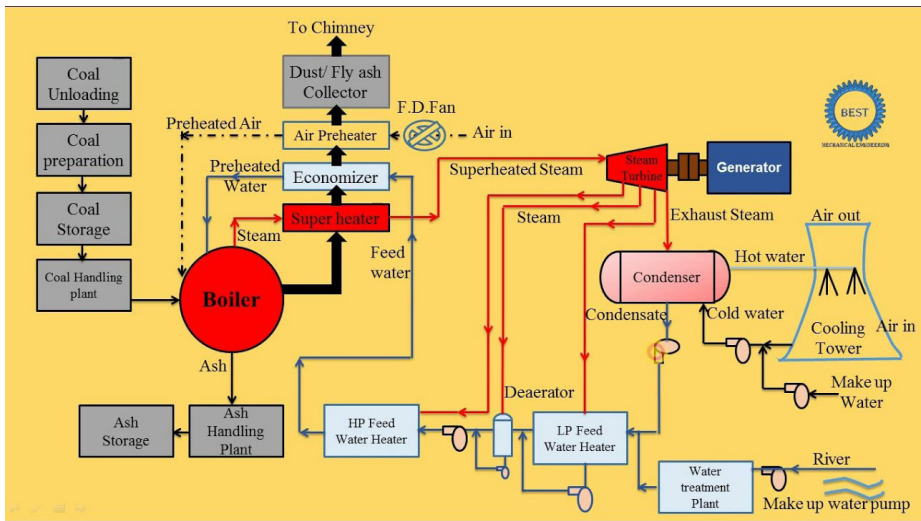 To Chimney
Coal
Unloading
Dust/ Fly ash
Collector
F.D.Fan
Coal
preparation
Preheated Air
Air Preheater
Air in
BEST
MECHANICAL ENGINEERING
Preheated
Water
Economizer
Superheated Steam
Steam
Turbine
Generator
Coal
Storage
Steam
Super heater
Steam
Exhaust Steam
Air out
Feed
water
Hot water
Coal Handling
plant
Boiler
Condenser
Condensate
Cold water
Cooling
Tower
Air in
Ash
Deaerator
Make up
Water
Ash
Storage
Ash
Handling
Plant
HP Feed
Water Heater
LP Feed
Water Heater
Water
treatment
Plant
River
Make up water pump